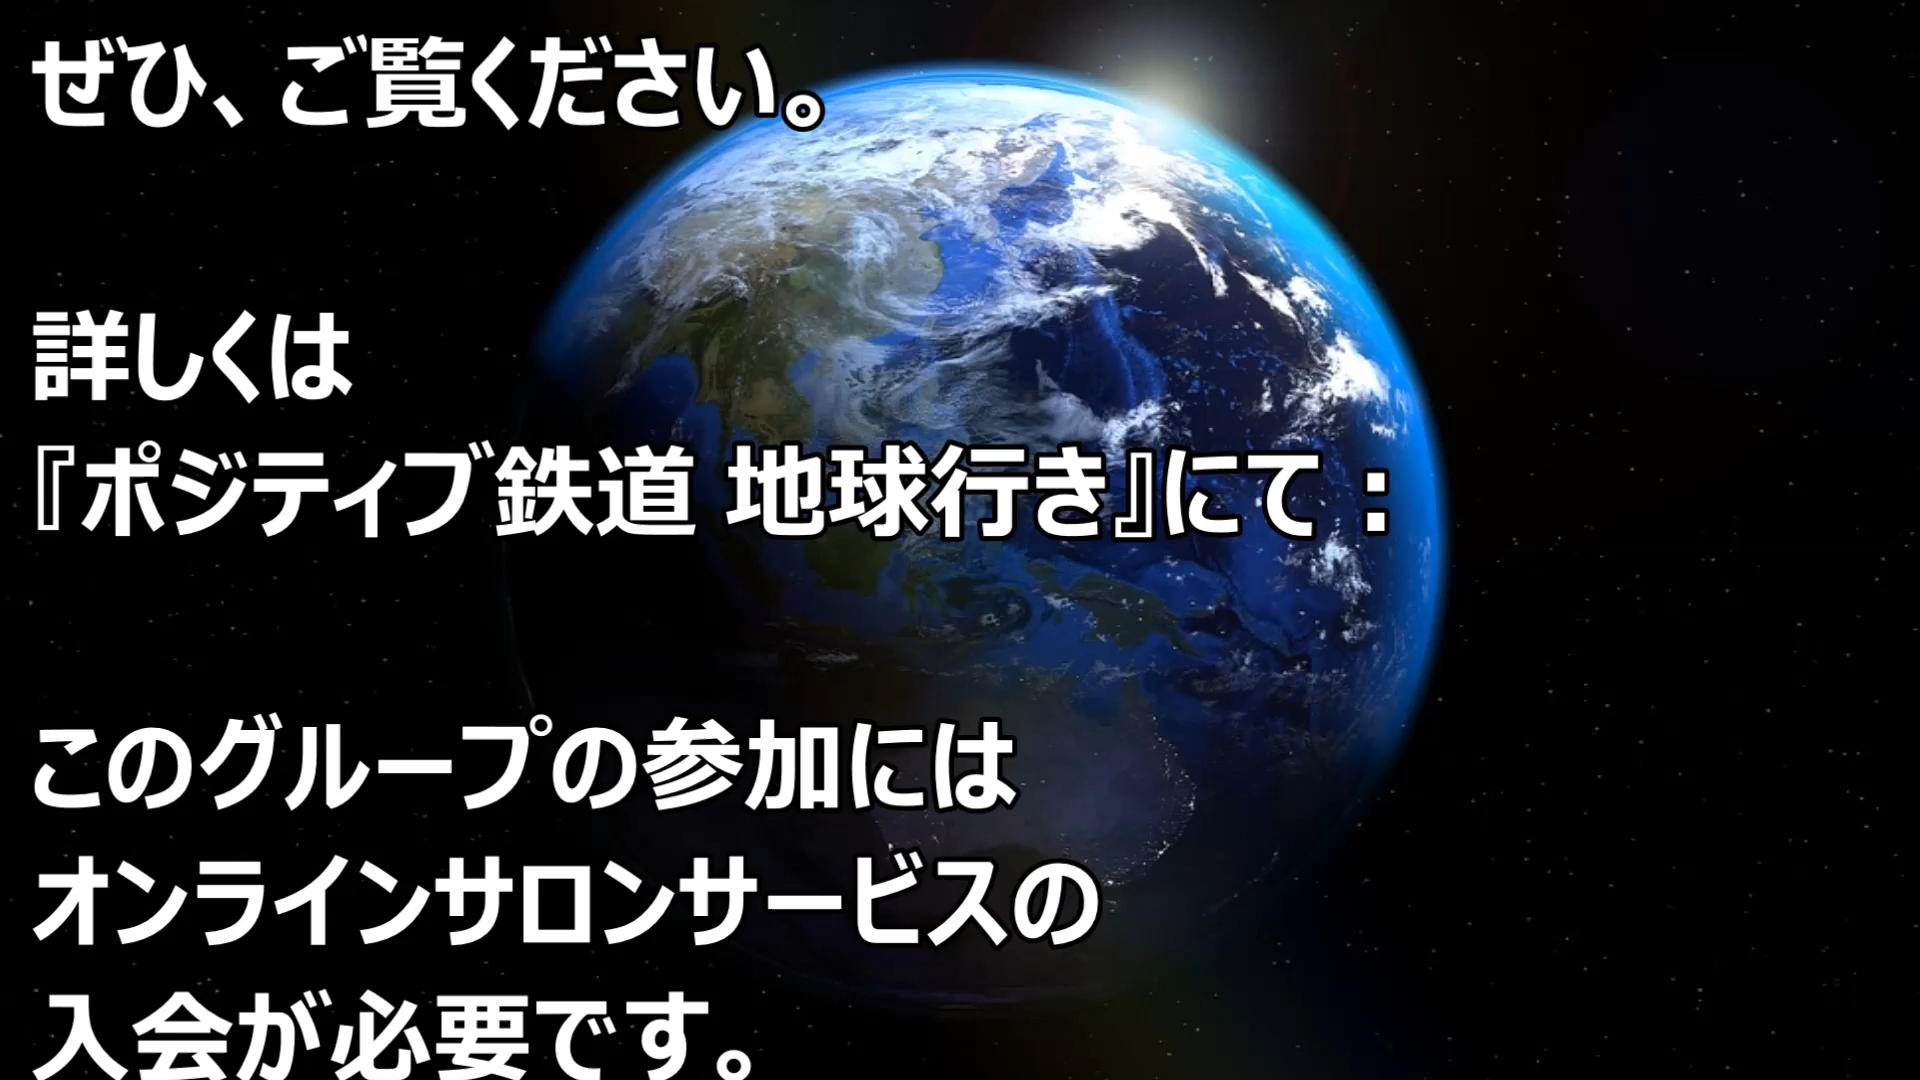 ぜひ、ご覧ください。
詳しくは
『ポジティブ鉄道 地球行き』にて：
このグループの参加には
オンラインサロンサービスの
入会が必要です。